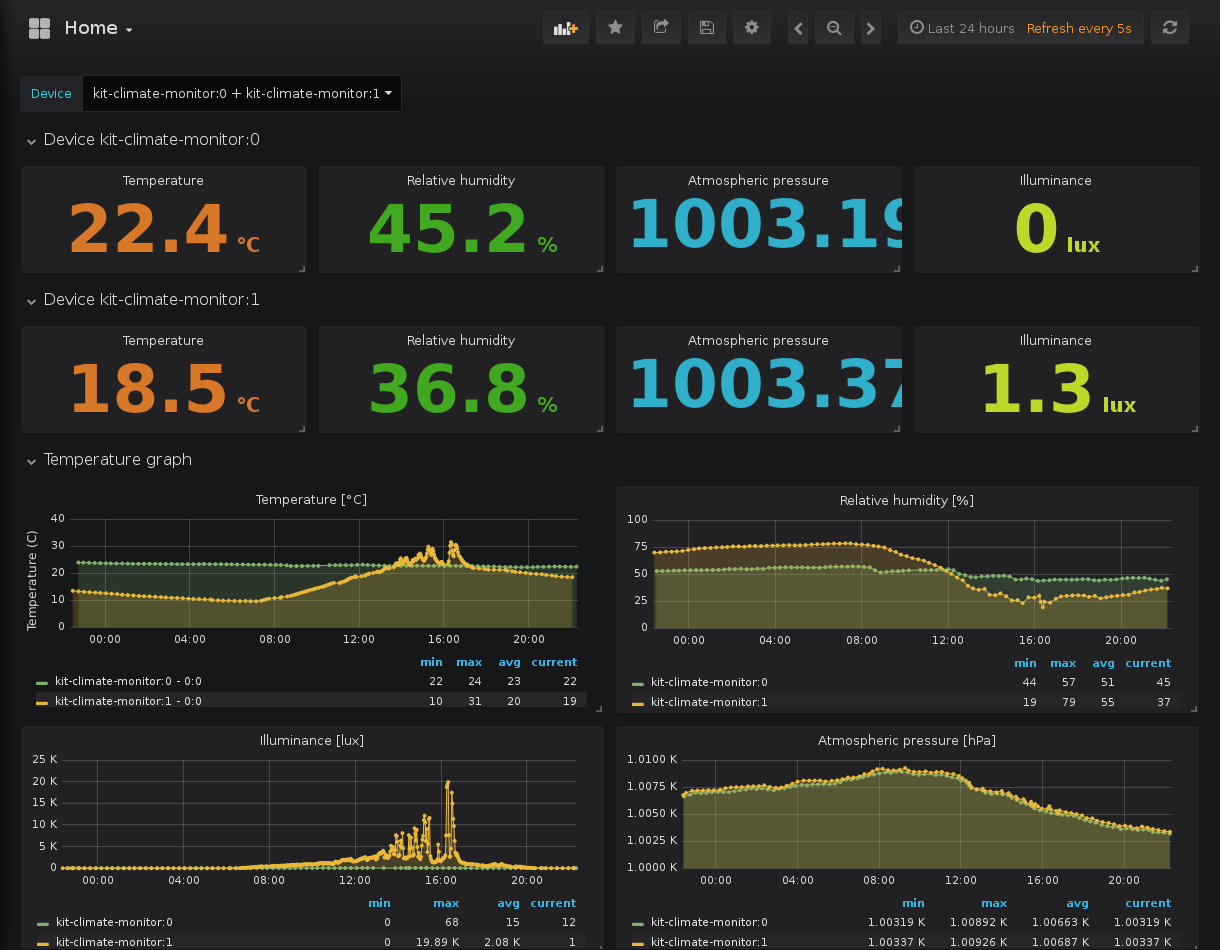 Home
Last 24 hours Refresh every 5s
Device kit-climate-monitor:0 + kit-climate-monitor:1
Device kit-climate-monitor:0
Temperature Relative humidity Atmospheric pressure Illuminance
22.4 °C 45.2 % 1003.19 0 lux
Device kit-climate-monitor:1
Temperature Relative humidity Atmospheric pressure Illuminance
18.5 °C 36.8 % 1003.37 1.3 lux
Temperature graph
Temperature [°C]
Temperature (C)
40
30
20
10
0
00:00 04:00 08:00 12:00 16:00 20:00
min max avg current
kit-climate-monitor:0 - 0:0 22 24 23 22
kit-climate-monitor:1 - 0:0 10 31 20 19
Relative humidity [%]
100
75
50
25
0
00:00 04:00 08:00 12:00 16:00 20:00
min max avg current
kit-climate-monitor:0 44 57 51 45
kit-climate-monitor:1 19 79 55 37
Illuminance [lux]
25 K
20 K
15 K
10 K
5 K
0
00:00 04:00 08:00 12:00 16:00 20:00
min max avg current
kit-climate-monitor:0 0 68 15 12
kit-climate-monitor:1 0 19.89 K 2.08 K 1
Atmospheric pressure [hPa]
1.0100 K
1.0075 K
1.0050 K
1.0025 K
1.0000 K
00:00 04:00 08:00 12:00 16:00 20:00
min max avg current
kit-climate-monitor:0 1.00319 K 1.00892 K 1.00663 K 1.00319 K
kit-climate-monitor:1 1.00337 K 1.00926 K 1.00687 K 1.00337 K